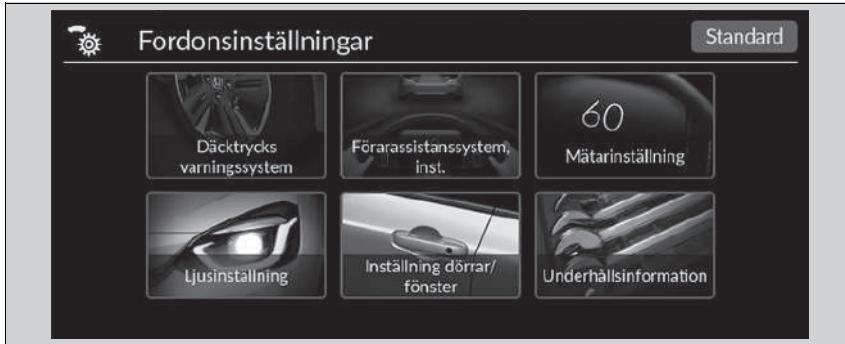 Fordonsinställningar
Standard
Däcktrycks
varningssystem
Förarassistanssystem,
inst.
60
Mätarinställning
Ljusinställning
Inställning dörrar/
fönster
Underhållsinformation